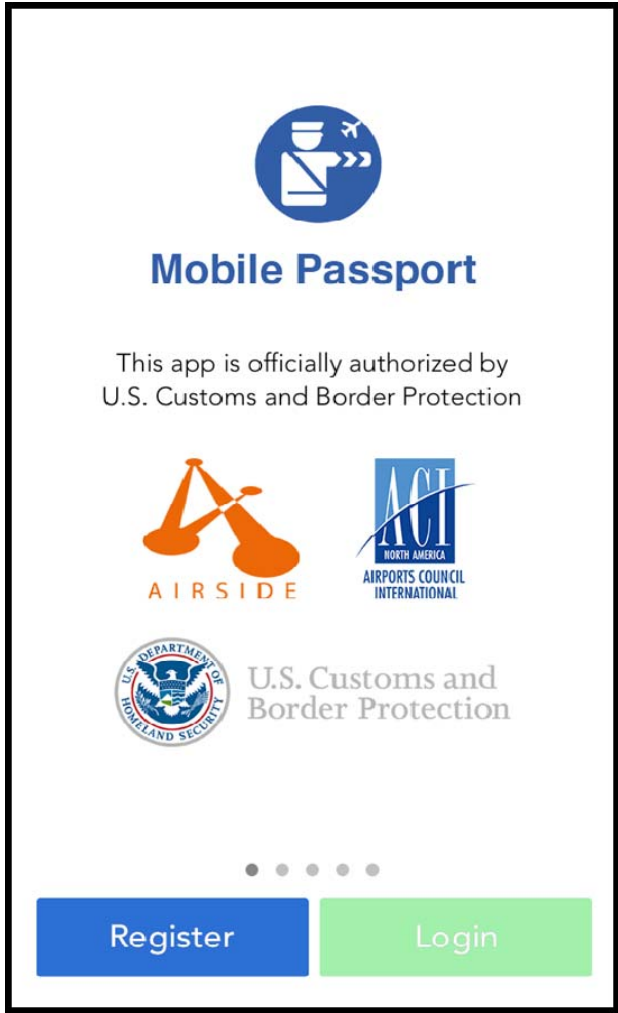 Mobile Passport
This app is officially authorized by
U.S. Customs and Border Protection
AIRSIDE
ACI
NORTH AMERICA
AIRPORTS COUNCIL
INTERNATIONAL
U.S. DEPARTMENT OF
HOMELAND SECURITY
U.S. Customs and
Border Protection
Register
Login